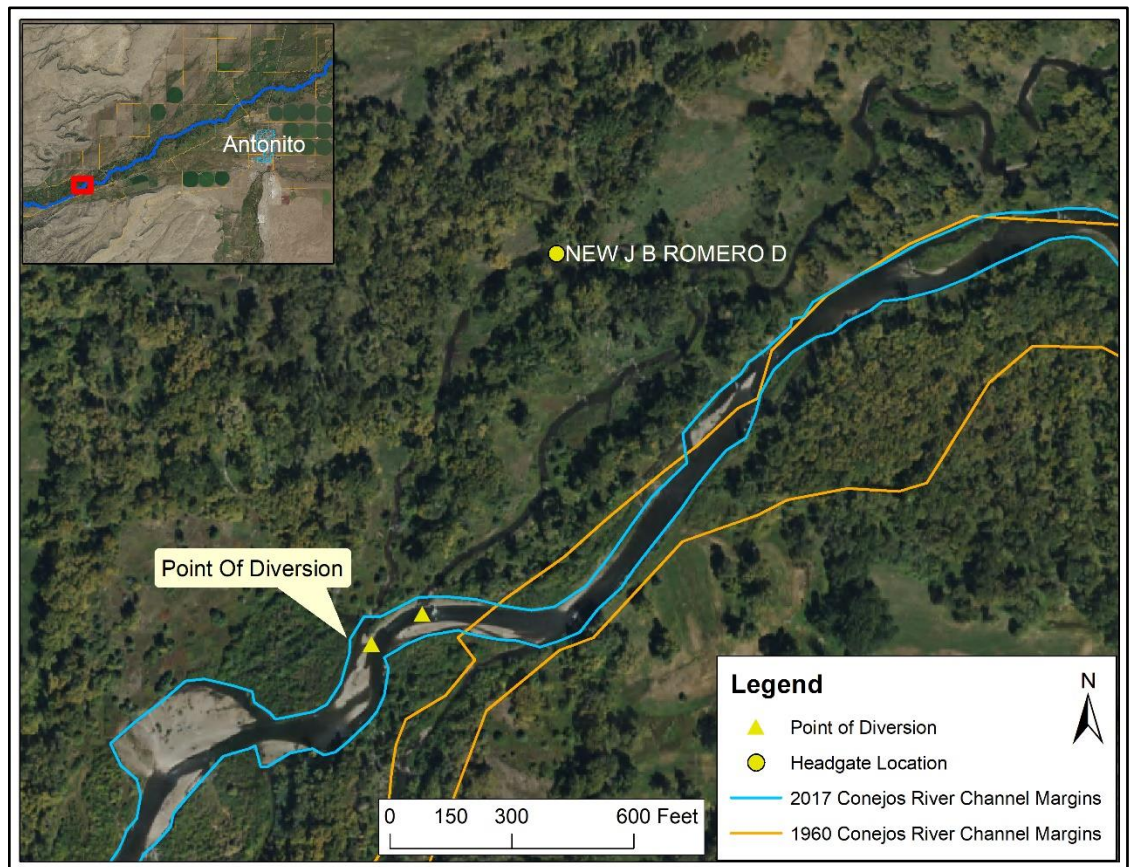 Antonito
NEW J B ROMERO D
Point Of Diversion
Legend
N
Point of Diversion
Headgate Location
2017 Conejos River Channel Margins
1960 Conejos River Channel Margins
0 150 300 600 Feet